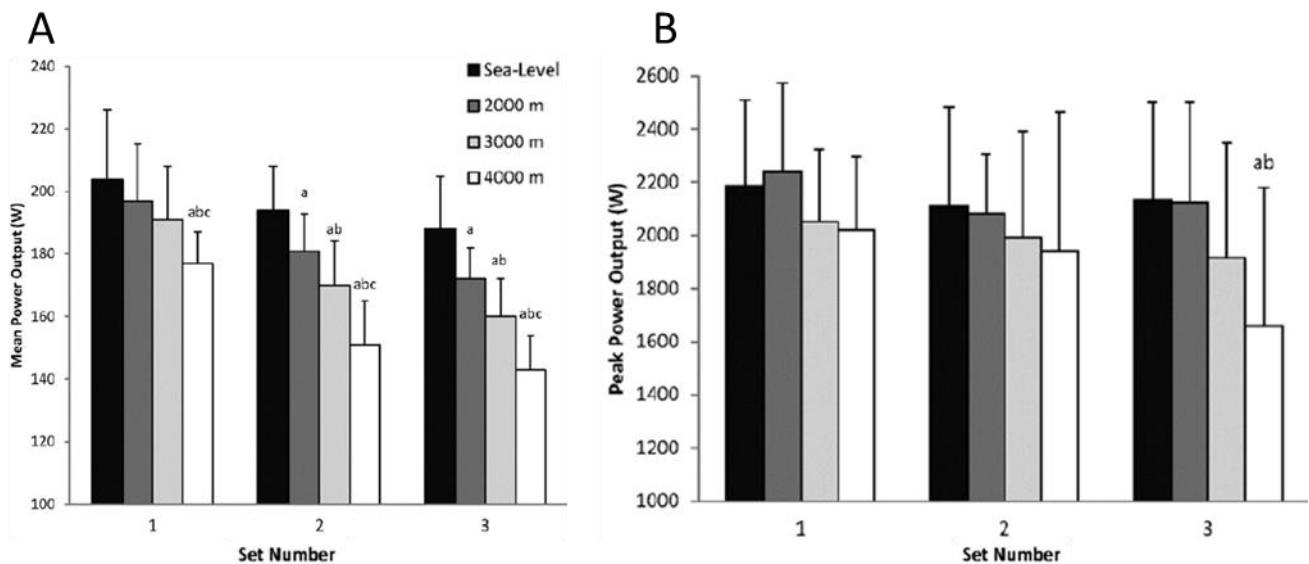 A
240
220
200
180
160
140
120
100
Mean Power Output (W)
Sea-Level
2000 m
3000 m
4000 m
abc
a
ab
abc
a
ab
abc
1
2
3
Set Number
B
2600
2400
2200
2000
1800
1600
1400
1200
1000
Peak Power Output (W)
ab
1
2
3
Set Number